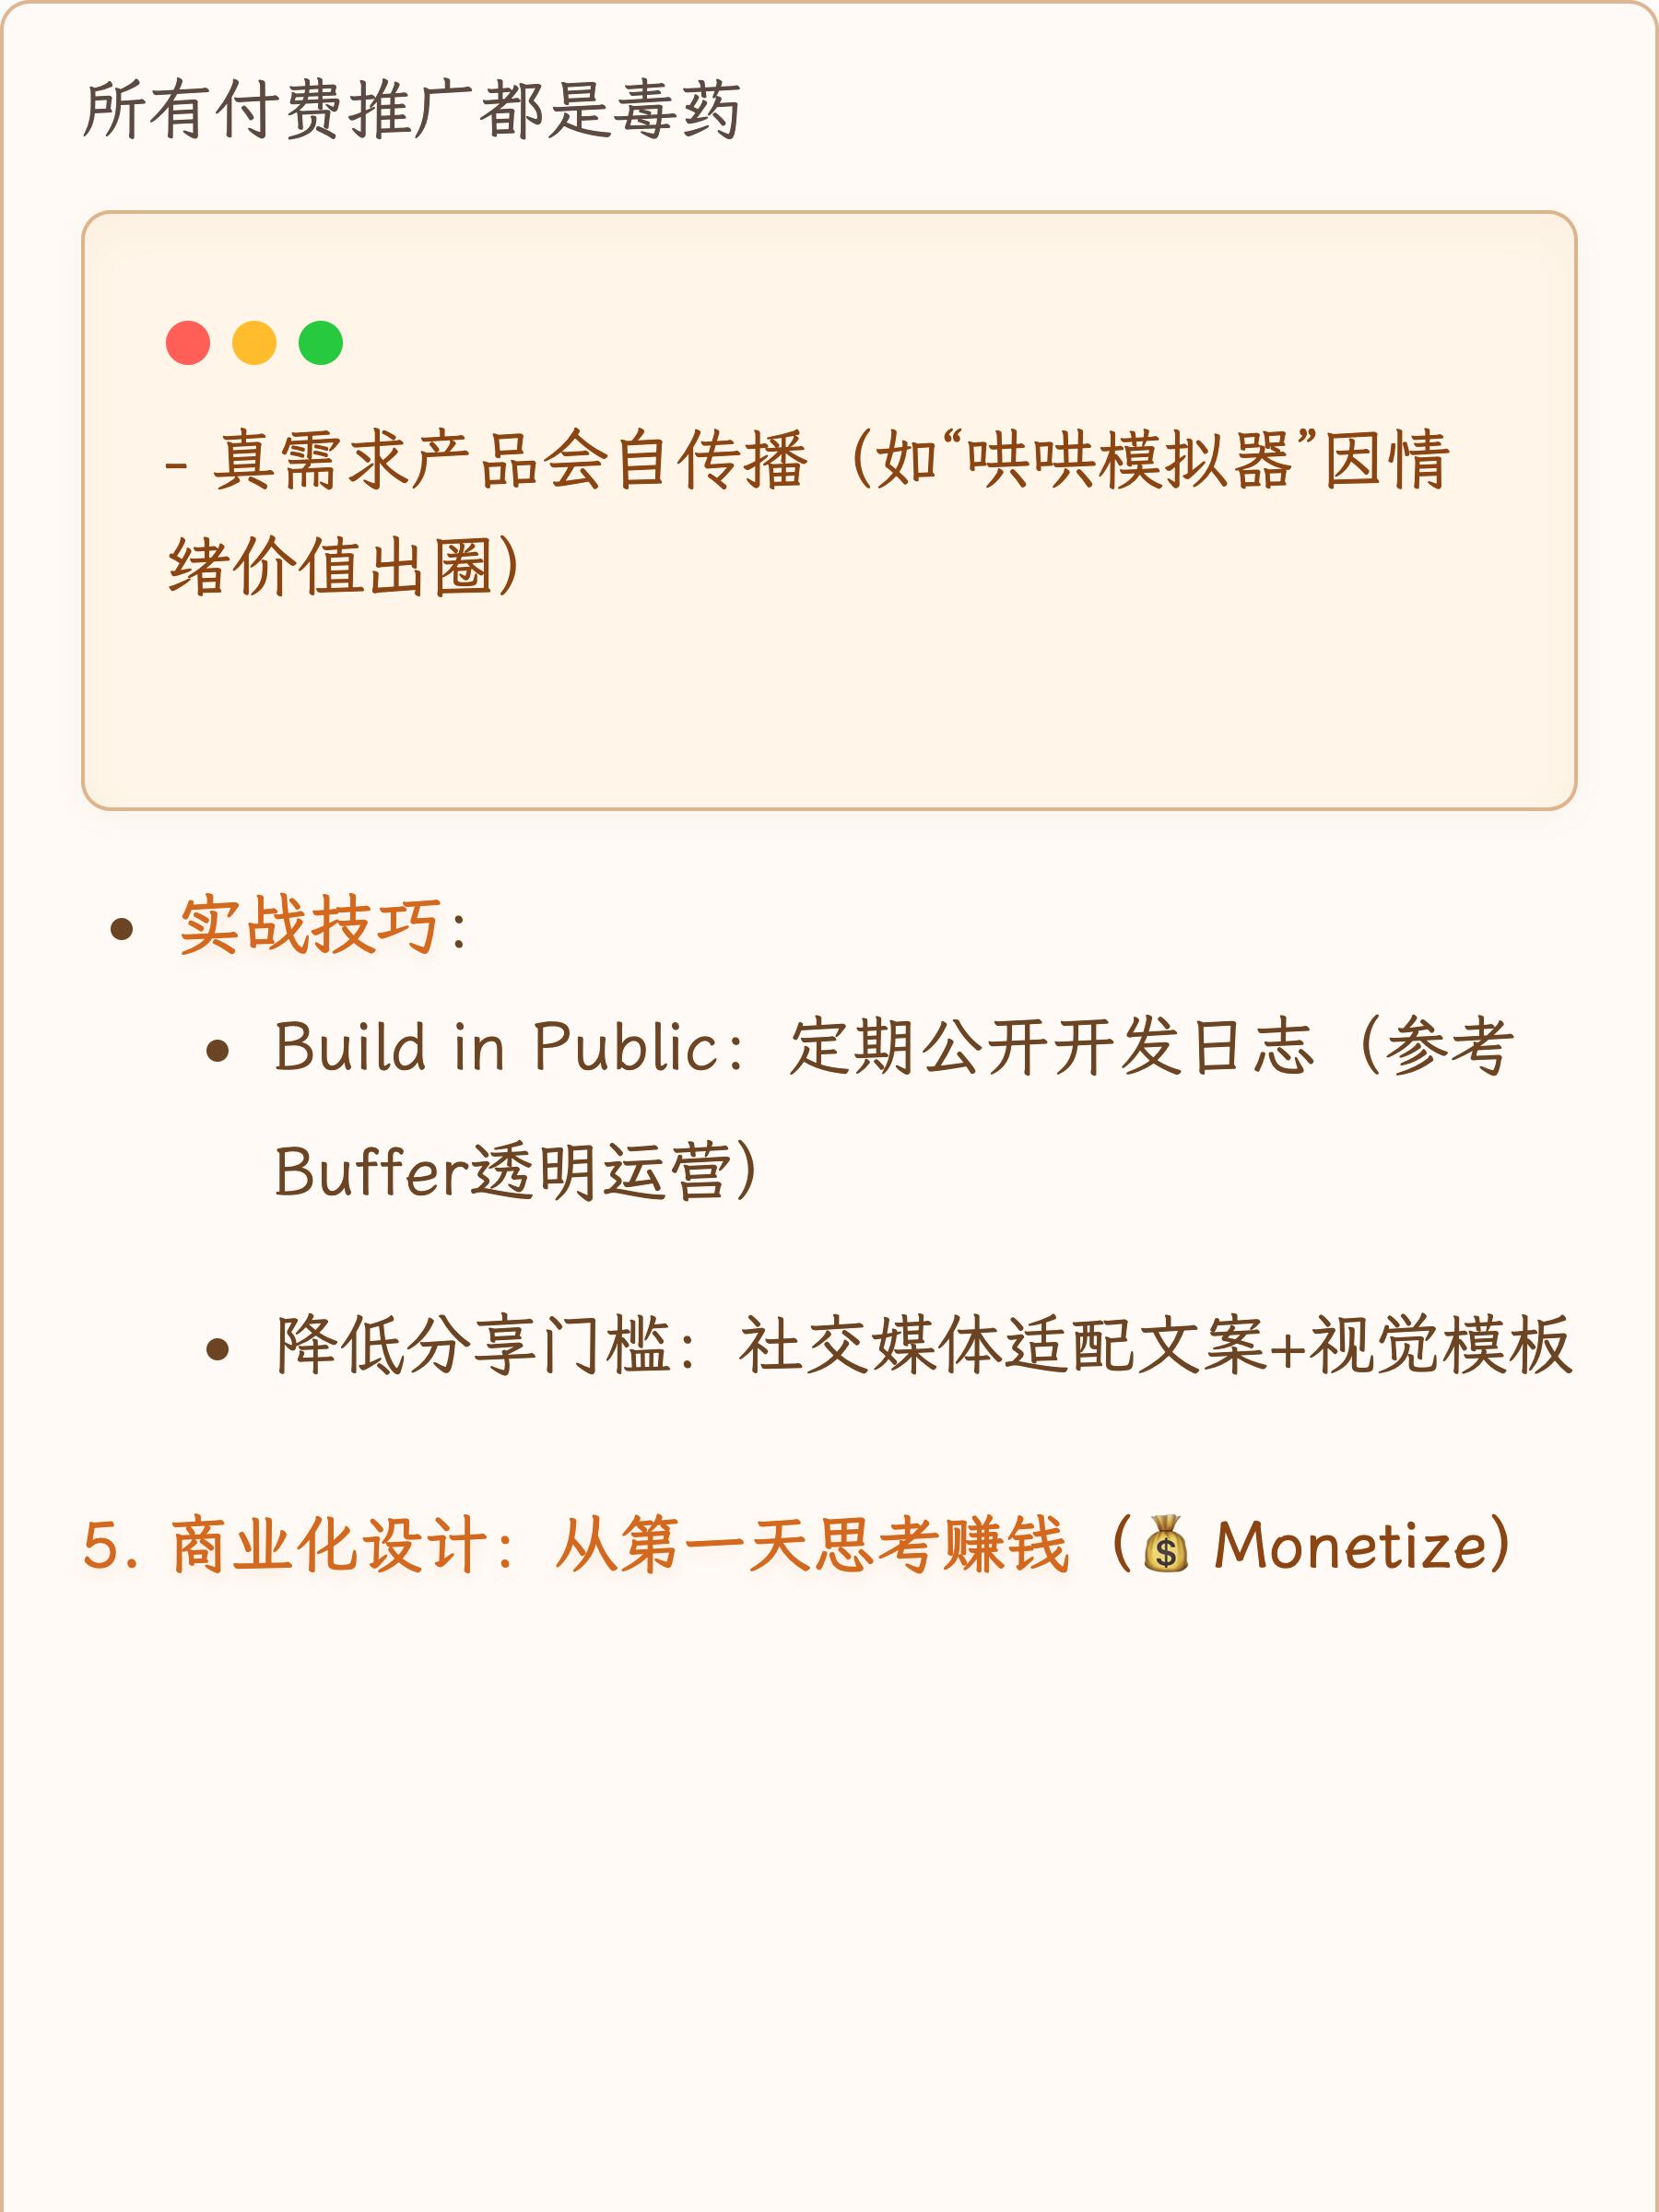 所有付费推广都是毒药
- 真需求产品会自传播（如“哄哄模拟器”因情
绪价值出圈）
• 实战技巧：
• Build in Public：定期公开开发日志（参考
Buffer透明运营）
• 降低分享门槛：社交媒体适配文案+视觉模板
5. 商业化设计：从第一天思考赚钱（💰 Monetize）